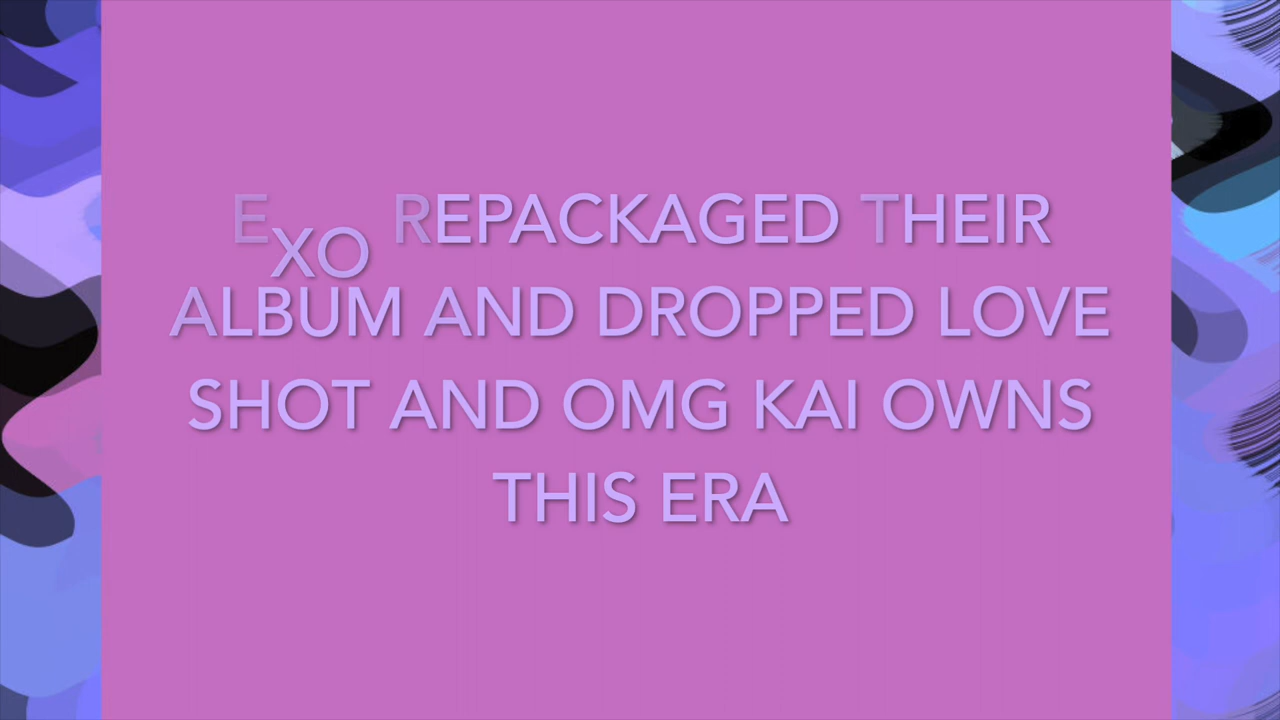 EXO REPACKAGED THEIR
ALBUM AND DROPPED LOVE
SHOT AND OMG KAI OWNS
THIS ERA